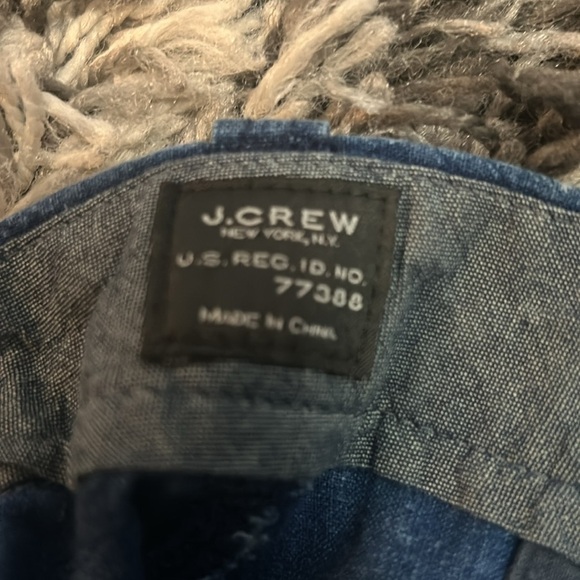 J.CREW
NEW YORK, N.Y.
U.S. REG. ID. NO.
77388
MADE IN CHINA